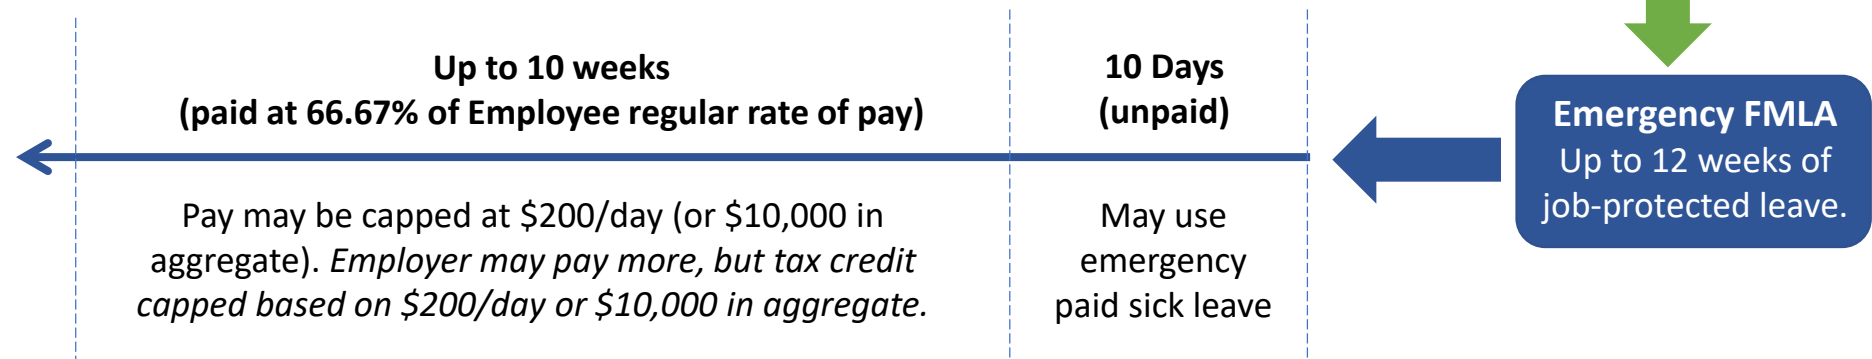 Up to 10 weeks
(paid at 66.67% of Employee regular rate of pay)
Pay may be capped at $200/day (or $10,000 in
aggregate). Employer may pay more, but tax credit
capped based on $200/day or $10,000 in aggregate.
10 Days
(unpaid)
May use
emergency
paid sick leave
Emergency FMLA
Up to 12 weeks of
job-protected leave.